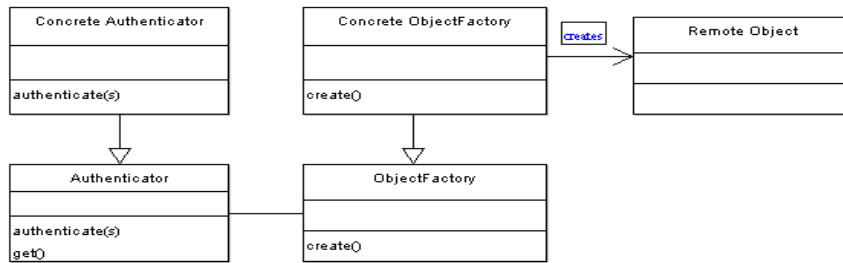 Concrete Authenticator
authenticate(s)
Concrete ObjectFactory
create()
creates
Remote Object
Authenticator
authenticate(s)
get()
ObjectFactory
create()